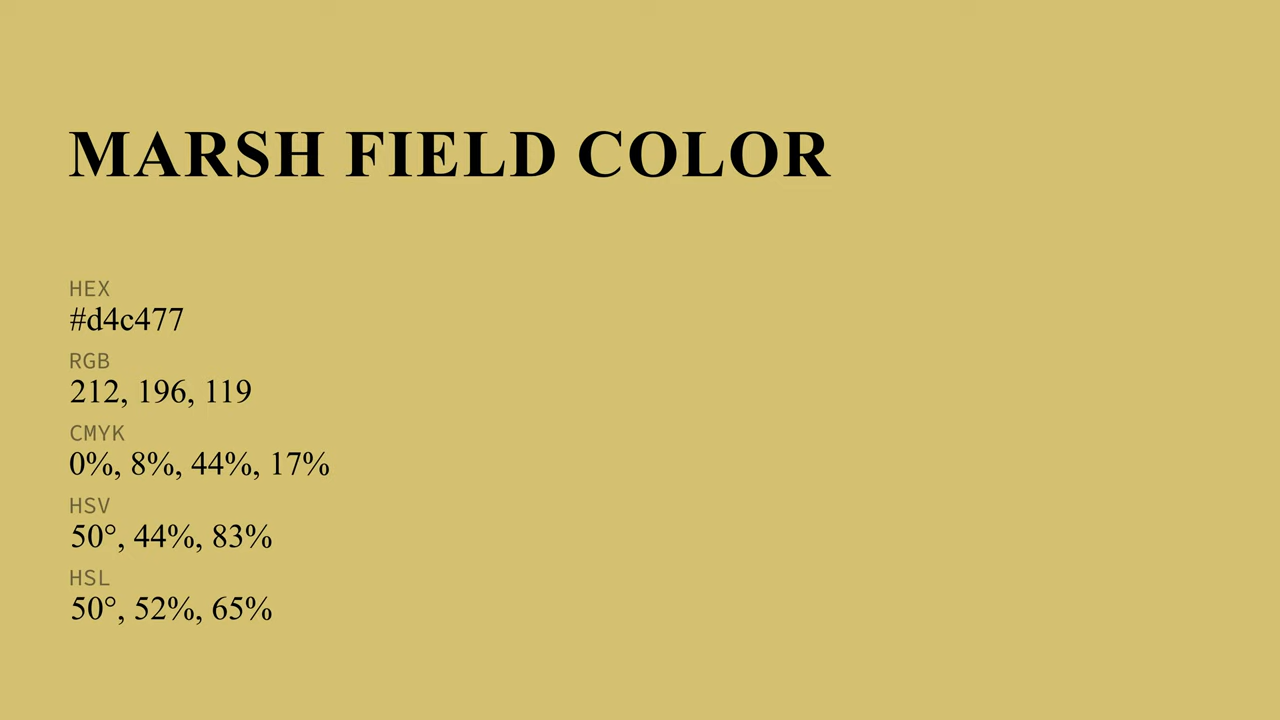 MARSH FIELD COLOR
HEX
#d4c477
RGB
212, 196, 119
CMYK
0%, 8%, 44%, 17%
HSV
50°, 44%, 83%
HSL
50°, 52%, 65%